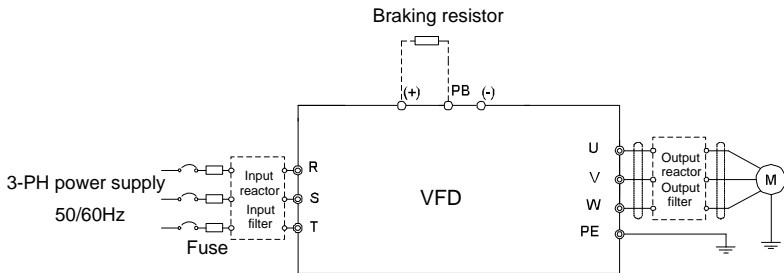 Braking resistor
(+)
PB
(-)
3-PH power supply
50/60Hz
Fuse
Input
reactor
Input
filter
R
S
T
VFD
U
V
W
PE
Output
reactor
Output
filter
M